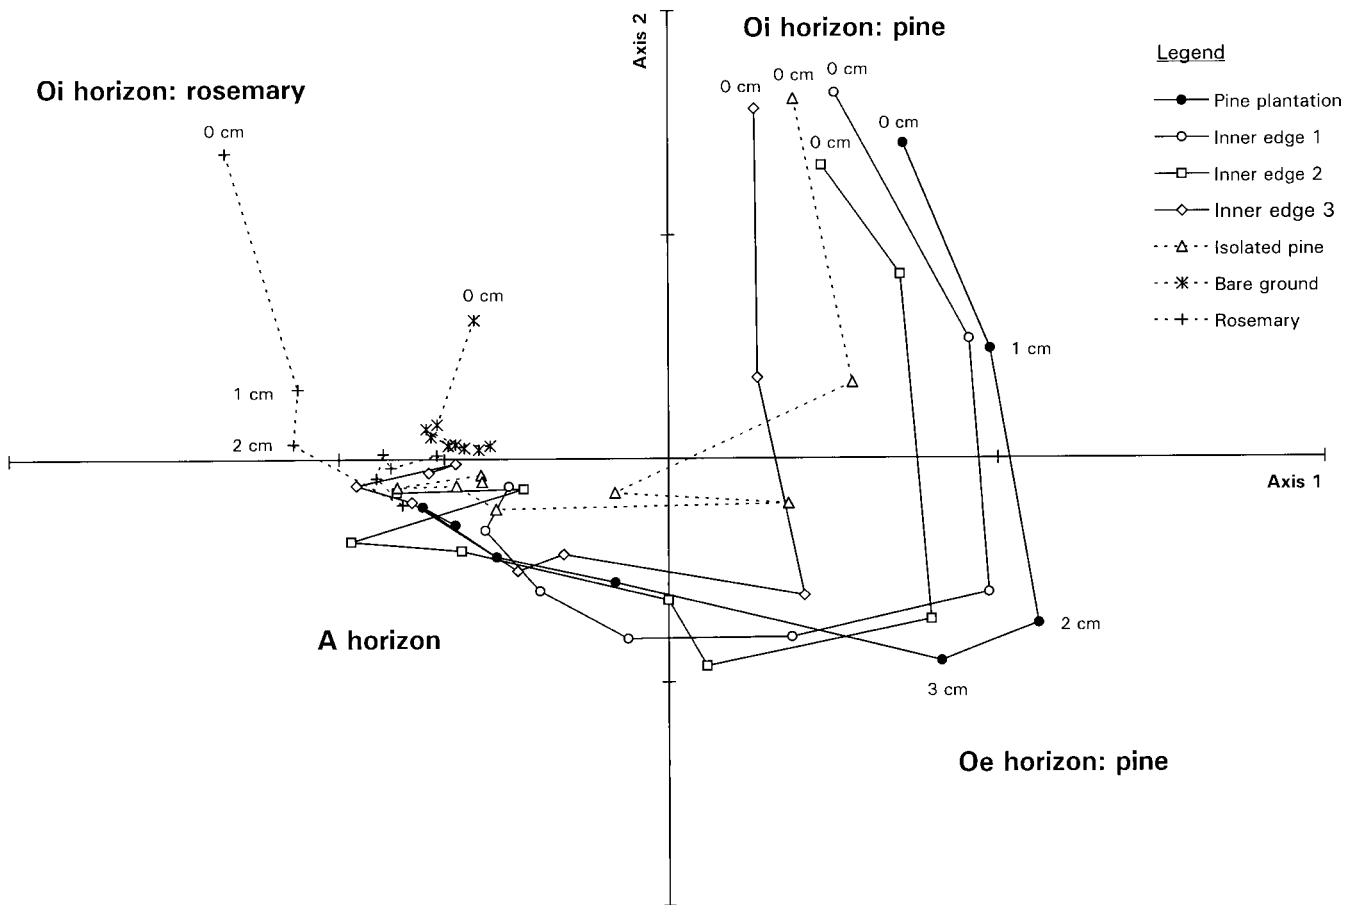 Axis 2
Oi horizon: pine
Legend
Oi horizon: rosemary
0 cm
0 cm
0 cm
0 cm
0 cm
0 cm
0 cm
Pine plantation
Inner edge 1
Inner edge 2
Inner edge 3
Isolated pine
Bare ground
Rosemary
1 cm
1 cm
2 cm
Axis 1
2 cm
A horizon
3 cm
Oe horizon: pine